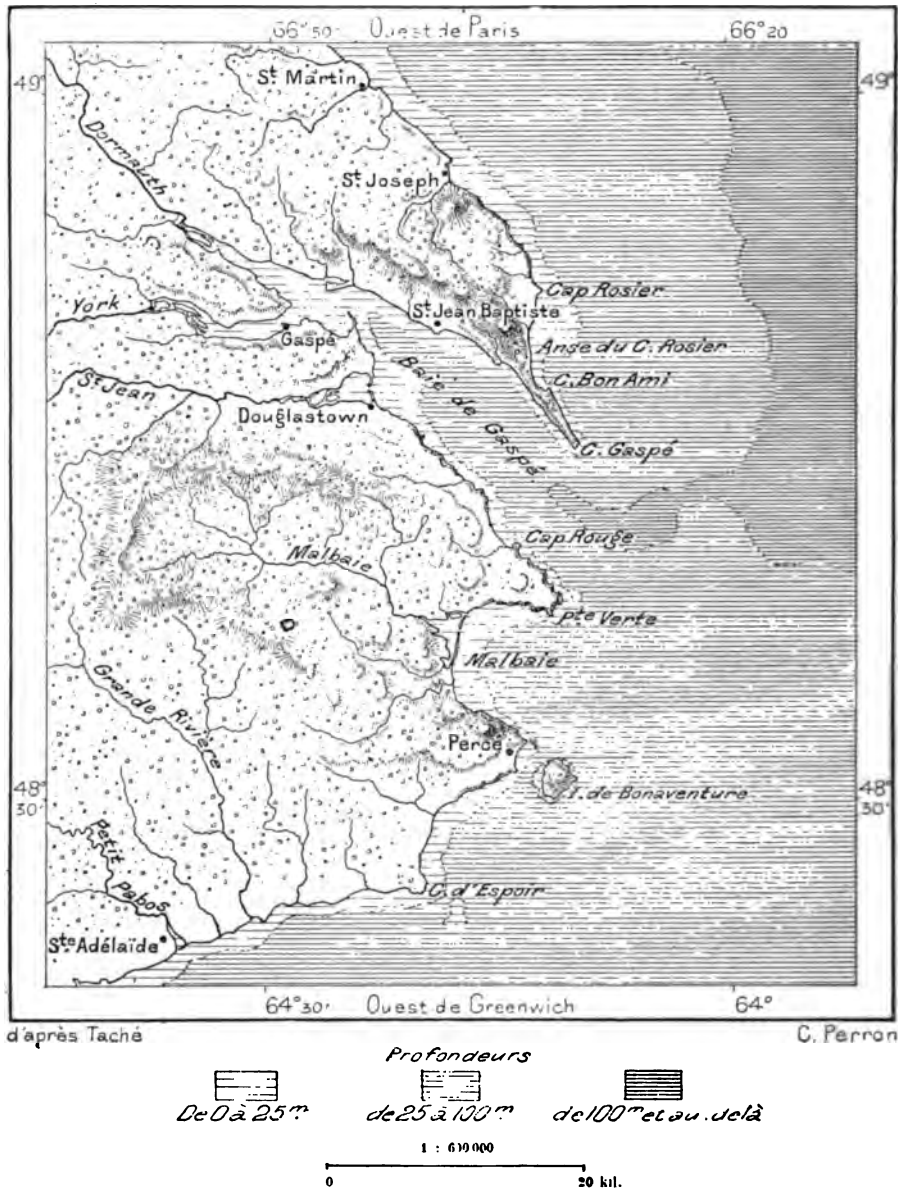 66°50' Ouest de Paris 66°20'
49°
49°
St Martin
Darmouth
St Joseph
Cap Rosier
York
St Jean Baptiste
Gaspé
Anse du C. Rosier
C. Bon Ami
St Jean
Baie de Gaspé
Douglastown
C. Gaspé
Cap Rouge
Malbaie
Pte Verte
Malbaie
Grande Rivière
Percé
48°30'
48°30'
I. de Bonaventure
Petit Pabos
C. d'Espoir
Ste Adélaïde
64°30' Ouest de Greenwich 64°
d'après Taché
C. Perron
Profondeurs
De 0 à 25m
de 25 à 100m
de 100m et au delà
1 : 600 000
0 20 kil.